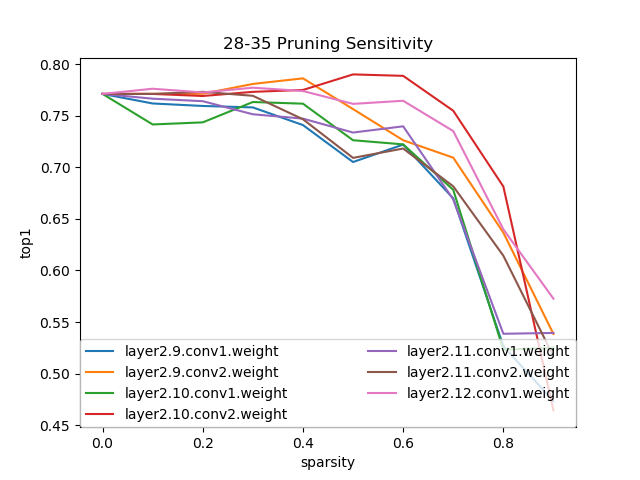 28-35 Pruning Sensitivity
top1
0.80
0.75
0.70
0.65
0.60
0.55
0.50
0.45
layer2.9.conv1.weight
layer2.9.conv2.weight
layer2.10.conv1.weight
layer2.10.conv2.weight
layer2.11.conv1.weight
layer2.11.conv2.weight
layer2.12.conv1.weight
0.0 0.2 0.4 0.6 0.8
sparsity